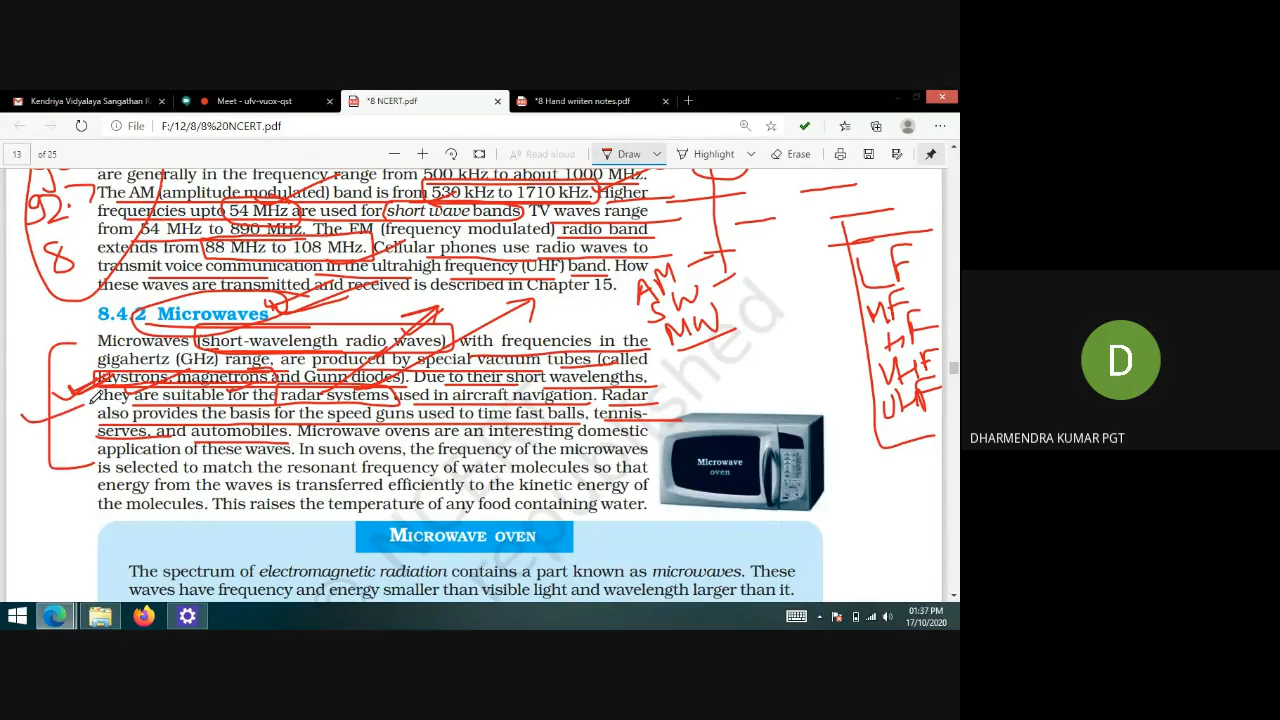 Kendriya Vidyalaya Sangathan R
Meet - ufv-vuox-qst
*8 NCERT.pdf
*8 Hand wriiten notes.pdf
File
F:/12/8/8%20NCERT.pdf
13 of 25
Read aloud
Draw
Highlight
Erase
are generally in the frequency range from 500 kHz to about 1000 MHz.
The AM (amplitude modulated) band is from 530 kHz to 1710 kHz. Higher
frequencies upto 54 MHz are used for short wave bands. TV waves range
from 54 MHz to 890 MHz. The FM (frequency modulated) radio band
extends from 88 MHz to 108 MHz. Cellular phones use radio waves to
transmit voice communication in the ultrahigh frequency (UHF) band. How
these waves are transmitted and received is described in Chapter 15.
92.7
8
AM
SW
MW
LF
MF
HF
VHF
UHF
8.4.2 Microwaves
Microwaves (short-wavelength radio waves), with frequencies in the
gigahertz (GHz) range, are produced by special vacuum tubes (called
klystrons, magnetrons and Gunn diodes). Due to their short wavelengths,
they are suitable for the radar systems used in aircraft navigation. Radar
also provides the basis for the speed guns used to time fast balls, tennis-
serves, and automobiles. Microwave ovens are an interesting domestic
application of these waves. In such ovens, the frequency of the microwaves
is selected to match the resonant frequency of water molecules so that
energy from the waves is transferred efficiently to the kinetic energy of
the molecules. This raises the temperature of any food containing water.
Microwave
oven
MICROWAVE OVEN
The spectrum of electromagnetic radiation contains a part known as microwaves. These
waves have frequency and energy smaller than visible light and wavelength larger than it.
republished
01:37 PM
17/10/2020
D
DHARMENDRA KUMAR PGT